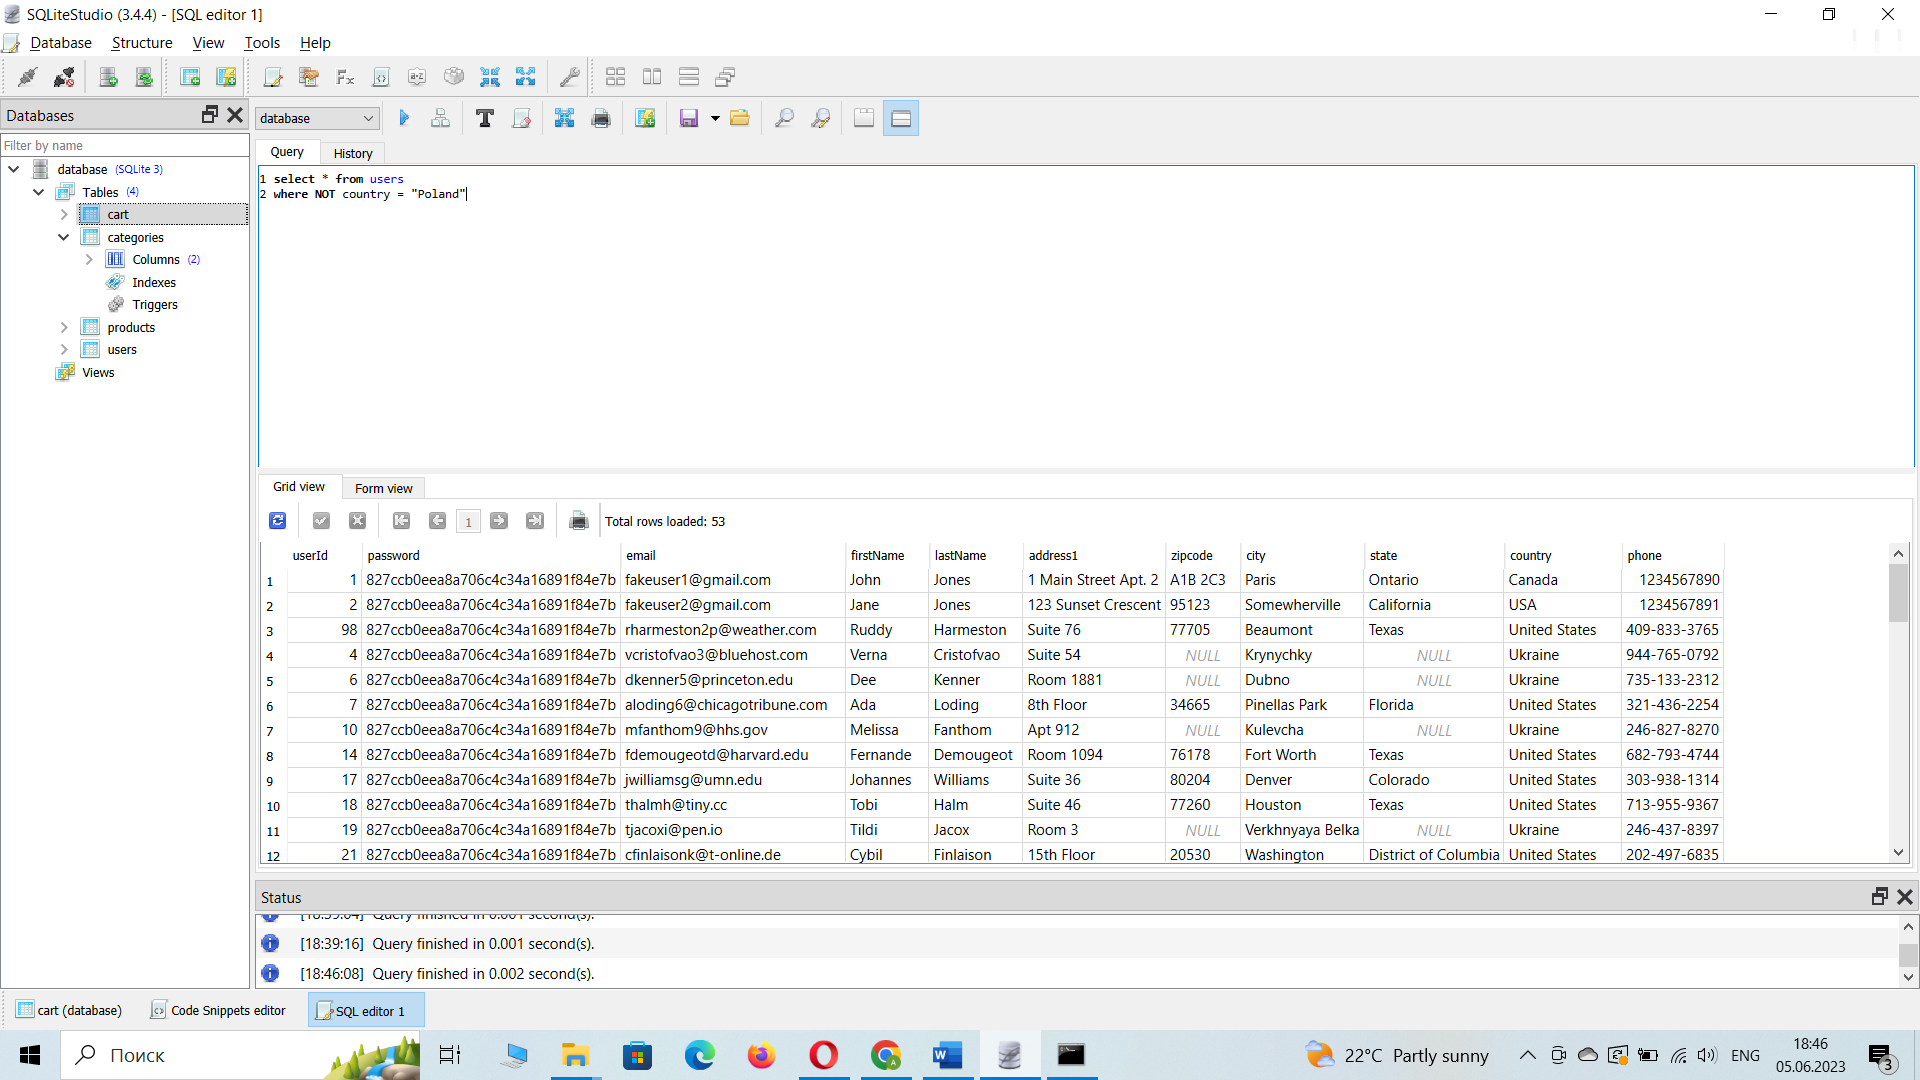 SQLiteStudio (3.4.4) - [SQL editor 1]
Database Structure View Tools Help
Databases
database
Filter by name
Query History
database (SQLite 3)
Tables (4)
cart
categories
Columns (2)
Indexes
Triggers
products
users
Views
1 select * from users
2 where NOT country = "Poland"
Grid view Form view
1 Total rows loaded: 53
userId password email firstName lastName address1 zipcode city state country phone
1 1 827ccb0eea8a706c4c34a16891f84e7b fakeuser1@gmail.com John Jones 1 Main Street Apt. 2 A1B 2C3 Paris Ontario Canada 1234567890
2 2 827ccb0eea8a706c4c34a16891f84e7b fakeuser2@gmail.com Jane Jones 123 Sunset Crescent 95123 Somewherville California USA 1234567891
3 98 827ccb0eea8a706c4c34a16891f84e7b rharmeston2p@weather.com Ruddy Harmeston Suite 76 77705 Beaumont Texas United States 409-833-3765
4 4 827ccb0eea8a706c4c34a16891f84e7b vcristofvao3@bluehost.com Verna Cristofvao Suite 54 NULL Krynychky NULL Ukraine 944-765-0792
5 6 827ccb0eea8a706c4c34a16891f84e7b dkenner5@princeton.edu Dee Kenner Room 1881 NULL Dubno NULL Ukraine 735-133-2312
6 7 827ccb0eea8a706c4c34a16891f84e7b aloding6@chicagotribune.com Ada Loding 8th Floor 34665 Pinellas Park Florida United States 321-436-2254
7 10 827ccb0eea8a706c4c34a16891f84e7b mfanthom9@hhs.gov Melissa Fanthom Apt 912 NULL Kulevcha NULL Ukraine 246-827-8270
8 14 827ccb0eea8a706c4c34a16891f84e7b fdemougeotd@harvard.edu Fernande Demougeot Room 1094 76178 Fort Worth Texas United States 682-793-4744
9 17 827ccb0eea8a706c4c34a16891f84e7b jwilliamsg@umn.edu Johannes Williams Suite 36 80204 Denver Colorado United States 303-938-1314
10 18 827ccb0eea8a706c4c34a16891f84e7b thalmh@tiny.cc Tobi Halm Suite 46 77260 Houston Texas United States 713-955-9367
11 19 827ccb0eea8a706c4c34a16891f84e7b tjacoxi@pen.io Tildi Jacox Room 3 NULL Verkhnyaya Belka NULL Ukraine 246-437-8397
12 21 827ccb0eea8a706c4c34a16891f84e7b cfinlaisonk@t-online.de Cybil Finlaison 15th Floor 20530 Washington District of Columbia United States 202-497-6835
Status
[18:39:04] Query finished in 0.001 second(s).
[18:39:16] Query finished in 0.001 second(s).
[18:46:08] Query finished in 0.002 second(s).
cart (database) Code Snippets editor SQL editor 1
Поиск
22°C Partly sunny
ENG
18:46
05.06.2023
3